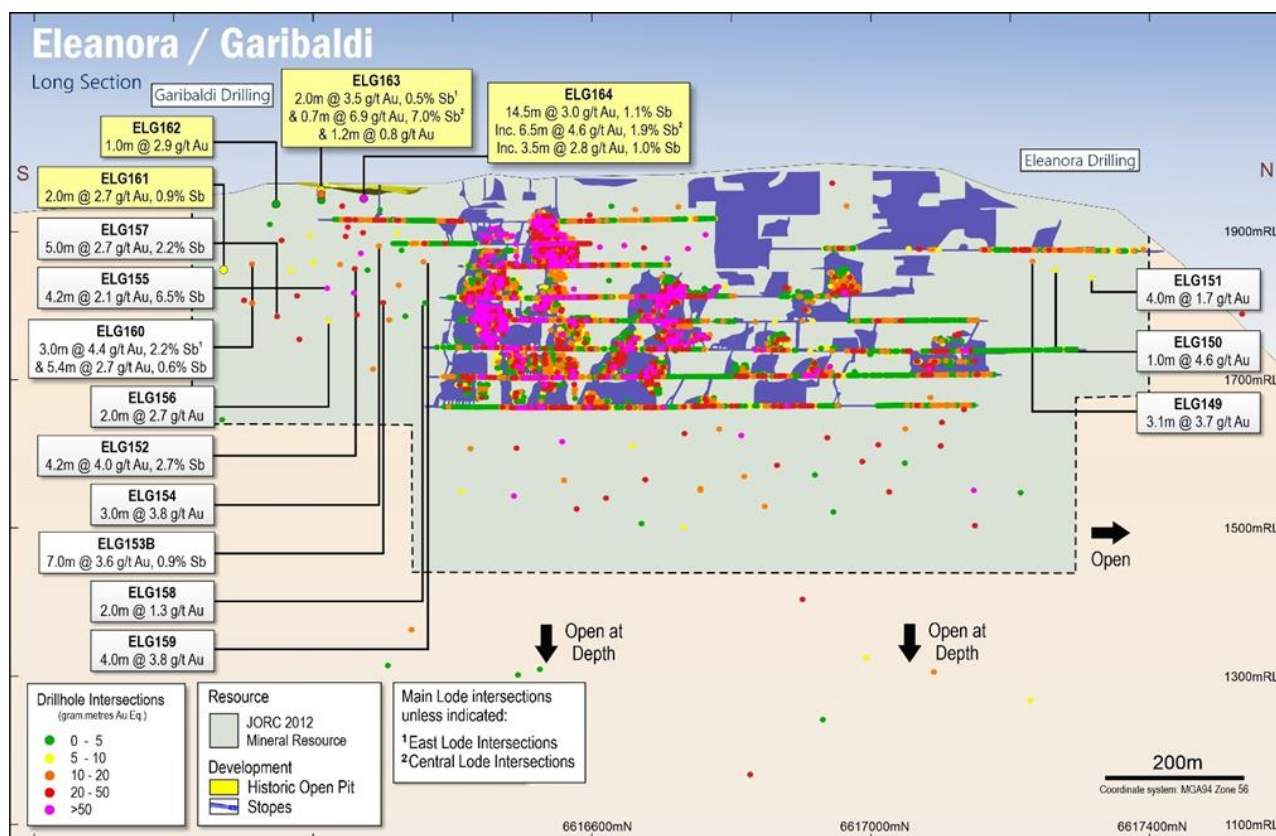 Eleanora / Garibaldi
Long Section
Garibaldi Drilling
ELG163
2.0m @ 3.5 g/t Au, 0.5% Sb¹
& 0.7m @ 6.9 g/t Au, 7.0% Sb²
& 1.2m @ 0.8 g/t Au
ELG164
14.5m @ 3.0 g/t Au, 1.1% Sb
Inc. 6.5m @ 4.6 g/t Au, 1.9% Sb²
Inc. 3.5m @ 2.8 g/t Au, 1.0% Sb
ELG162
1.0m @ 2.9 g/t Au
Eleanora Drilling
S
N
ELG161
2.0m @ 2.7 g/t Au, 0.9% Sb
ELG157
5.0m @ 2.7 g/t Au, 2.2% Sb
ELG155
4.2m @ 2.1 g/t Au, 6.5% Sb
ELG160
3.0m @ 4.4 g/t Au, 2.2% Sb¹
& 5.4m @ 2.7 g/t Au, 0.6% Sb
ELG156
2.0m @ 2.7 g/t Au
ELG152
4.2m @ 4.0 g/t Au, 2.7% Sb
ELG154
3.0m @ 3.8 g/t Au
ELG153B
7.0m @ 3.6 g/t Au, 0.9% Sb
ELG158
2.0m @ 1.3 g/t Au
ELG159
4.0m @ 3.8 g/t Au
1900mRL
ELG151
4.0m @ 1.7 g/t Au
ELG150
1.0m @ 4.6 g/t Au
1700mRL
ELG149
3.1m @ 3.7 g/t Au
1500mRL
Open
Open at
Depth
Open at
Depth
1300mRL
Drillhole Intersections
(gram.metres Au Eq.)
0 - 5
5 - 10
10 - 20
20 - 50
>50
Resource
JORC 2012
Mineral Resource
Development
Historic Open Pit
Stopes
Main Lode intersections
unless indicated:
¹East Lode Intersections
²Central Lode Intersections
200m
Coordinate system: MGA94 Zone 56
6616600mN
6617000mN
6617400mN
1100mRL